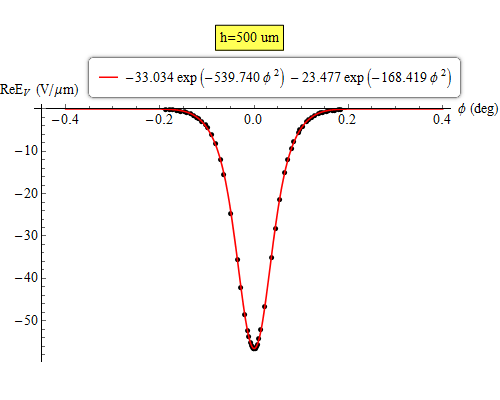 h=500 um
−33.034 exp(−539.740 ϕ²) − 23.477 exp(−168.419 ϕ²)
ReE_V (V/μm)
ϕ (deg)
−0.4 −0.2 0.0 0.2 0.4
−10
−20
−30
−40
−50